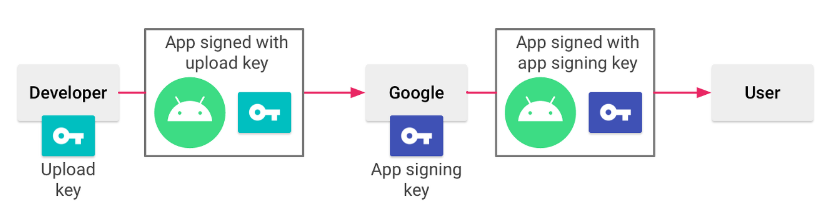 App signed with
upload key
App signed with
app signing key
Developer
Google
User
Upload
key
App signing
key